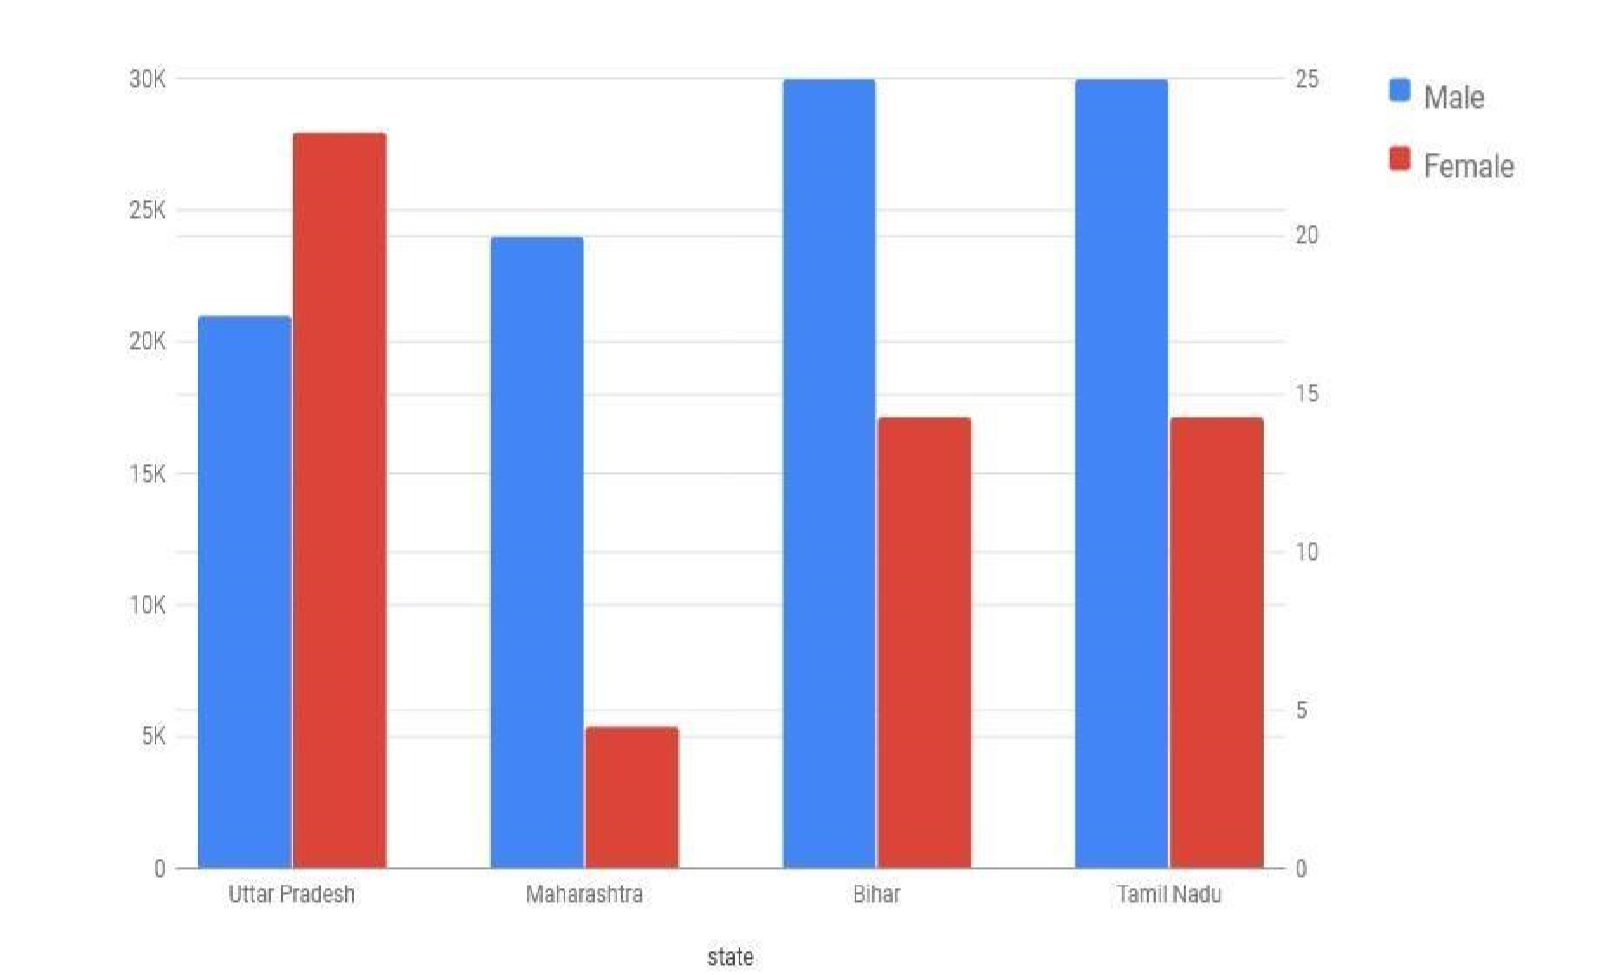 30K
25K
20K
15K
10K
5K
0
25
20
15
10
5
0
Male
Female
Uttar Pradesh
Maharashtra
Bihar
Tamil Nadu
state